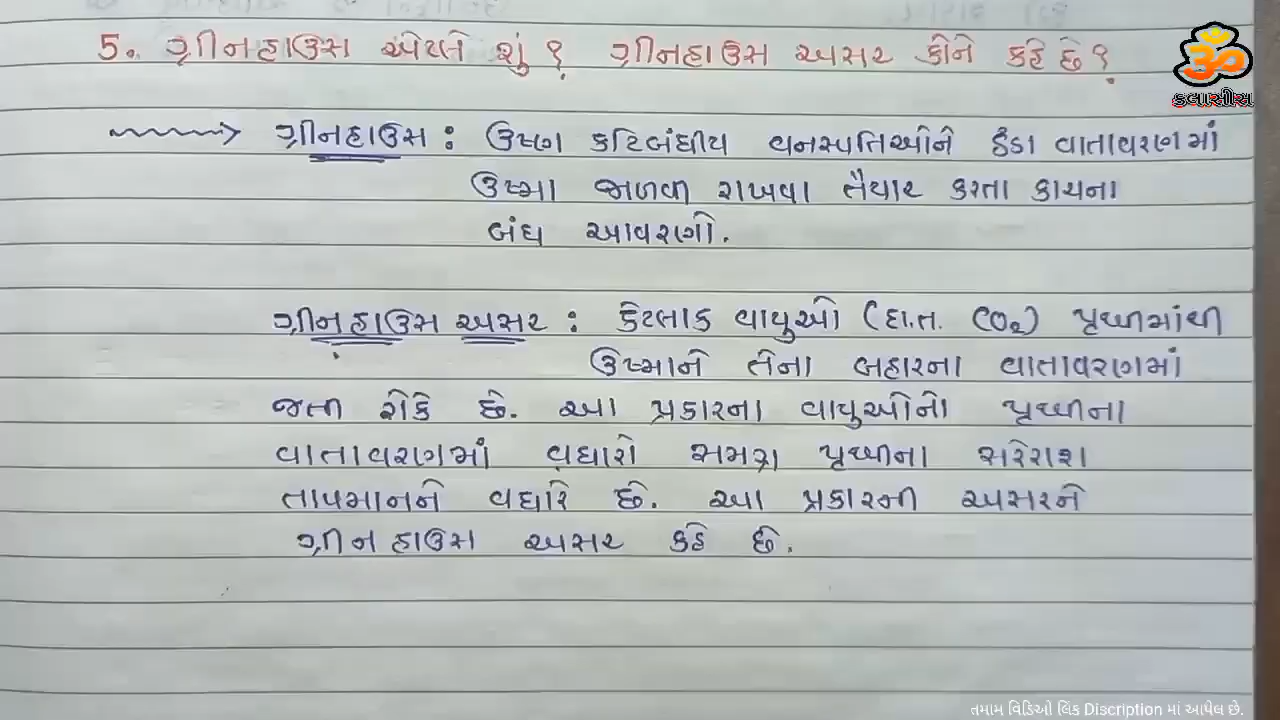 5. ગ્રીનહાઉસ એટલે શું ? ગ્રીનહાઉસ અસર કોને કહે છે ?
ૐ
કલાસીસ
ગ્રીનહાઉસ : ઉષ્ણ કટિબંધીય વનસ્પતિઓને ઠંડા વાતાવરણમાં
ઉષ્મા જાળવી રાખવા તૈયાર કરતા કાચના
બંધ આવરણો.
ગ્રીનહાઉસ અસર : કેટલાક વાયુઓ (દા.ત. CO₂) પૃથ્વીમાંથી
ઉષ્માને તેના બહારના વાતાવરણમાં
જતી રોકે છે. આ પ્રકારના વાયુઓનો પૃથ્વીના
વાતાવરણમાં વધારો સમગ્ર પૃથ્વીના સરેરાશ
તાપમાનને વધારે છે. આ પ્રકારની અસરને
ગ્રીન હાઉસ અસર કહે છે.
તમામ વિડિઓ લિંક Discription માં આપેલ છે.